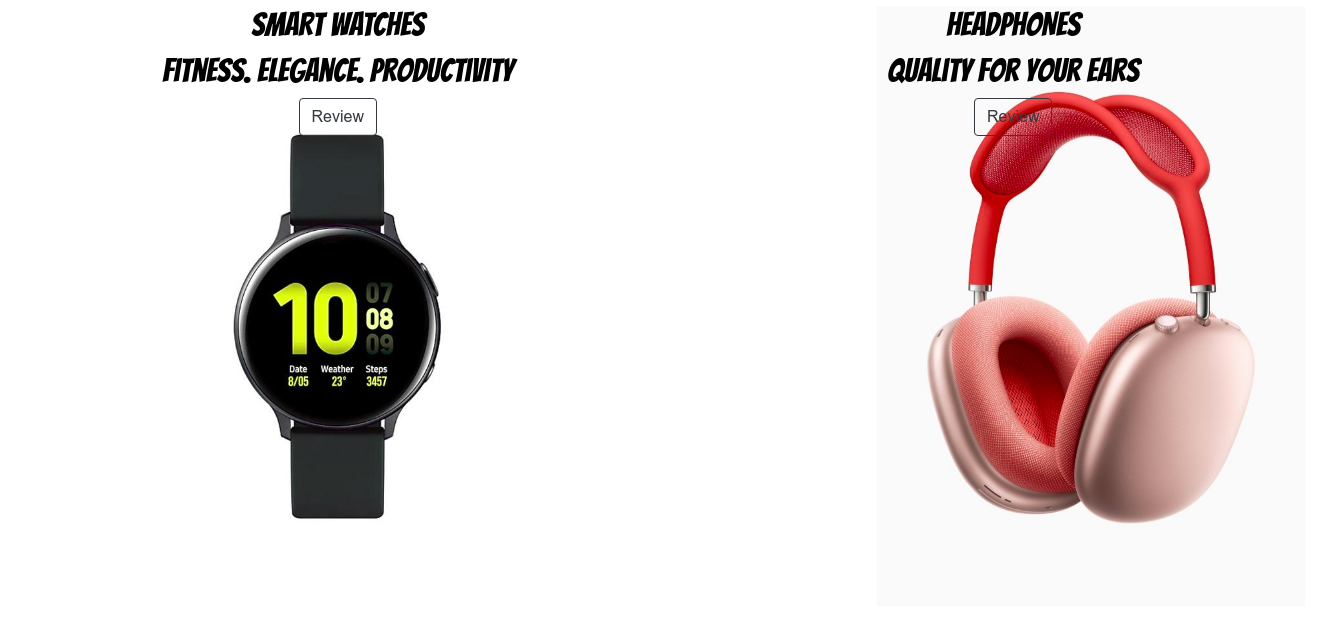 SMART WATCHES
FITNESS. ELEGANCE. PRODUCTIVITY
Review
10
07
08
09
Date Weather Steps
8/05 23° 3457
HEADPHONES
QUALITY FOR YOUR EARS
Review